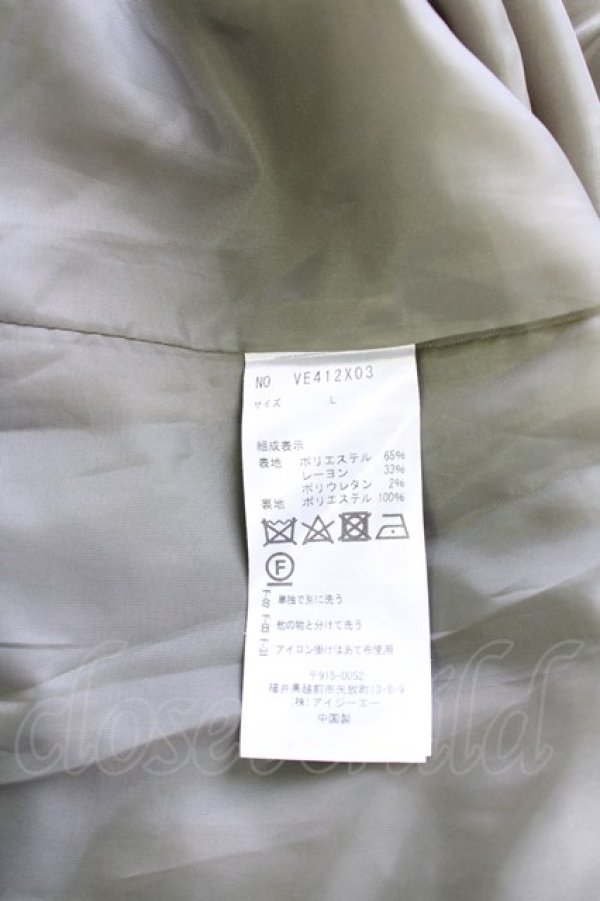 NO VE412X03
サイズ L
組成表示
表地 ポリエステル 65%
レーヨン 33%
ポリウレタン 2%
裏地 ポリエステル 100%
F
単独で別に洗う
他の物と分けて洗う
アイロン掛けはあて布使用
〒915-0052
福井県越前市矢放町13-8-9
(株)アイジーエー
中国製
closet child